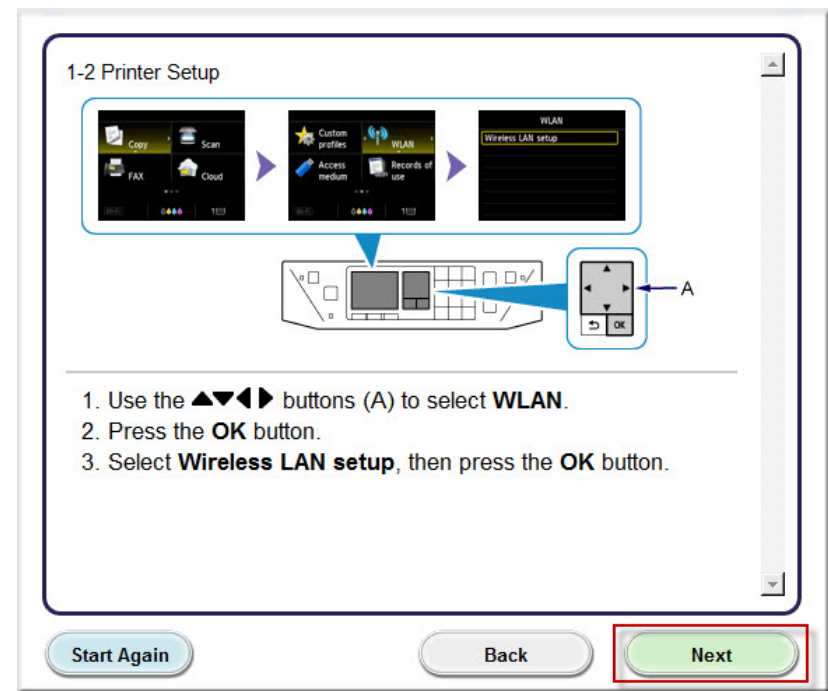 1-2 Printer Setup
Copy
Scan
FAX
Cloud
Custom profiles
WLAN
Access medium
Records of use
WLAN
Wireless LAN setup
A
OK
1. Use the ▲▼◀▶ buttons (A) to select WLAN.
2. Press the OK button.
3. Select Wireless LAN setup, then press the OK button.
Start Again
Back
Next